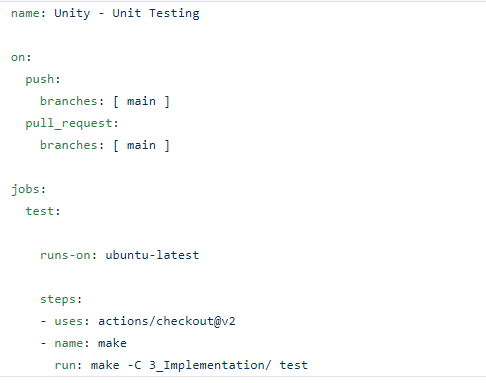 name: Unity - Unit Testing
on:
push:
branches: [ main ]
pull_request:
branches: [ main ]
jobs:
test:
runs-on: ubuntu-latest
steps:
- uses: actions/checkout@v2
- name: make
run: make -C 3_Implementation/ test